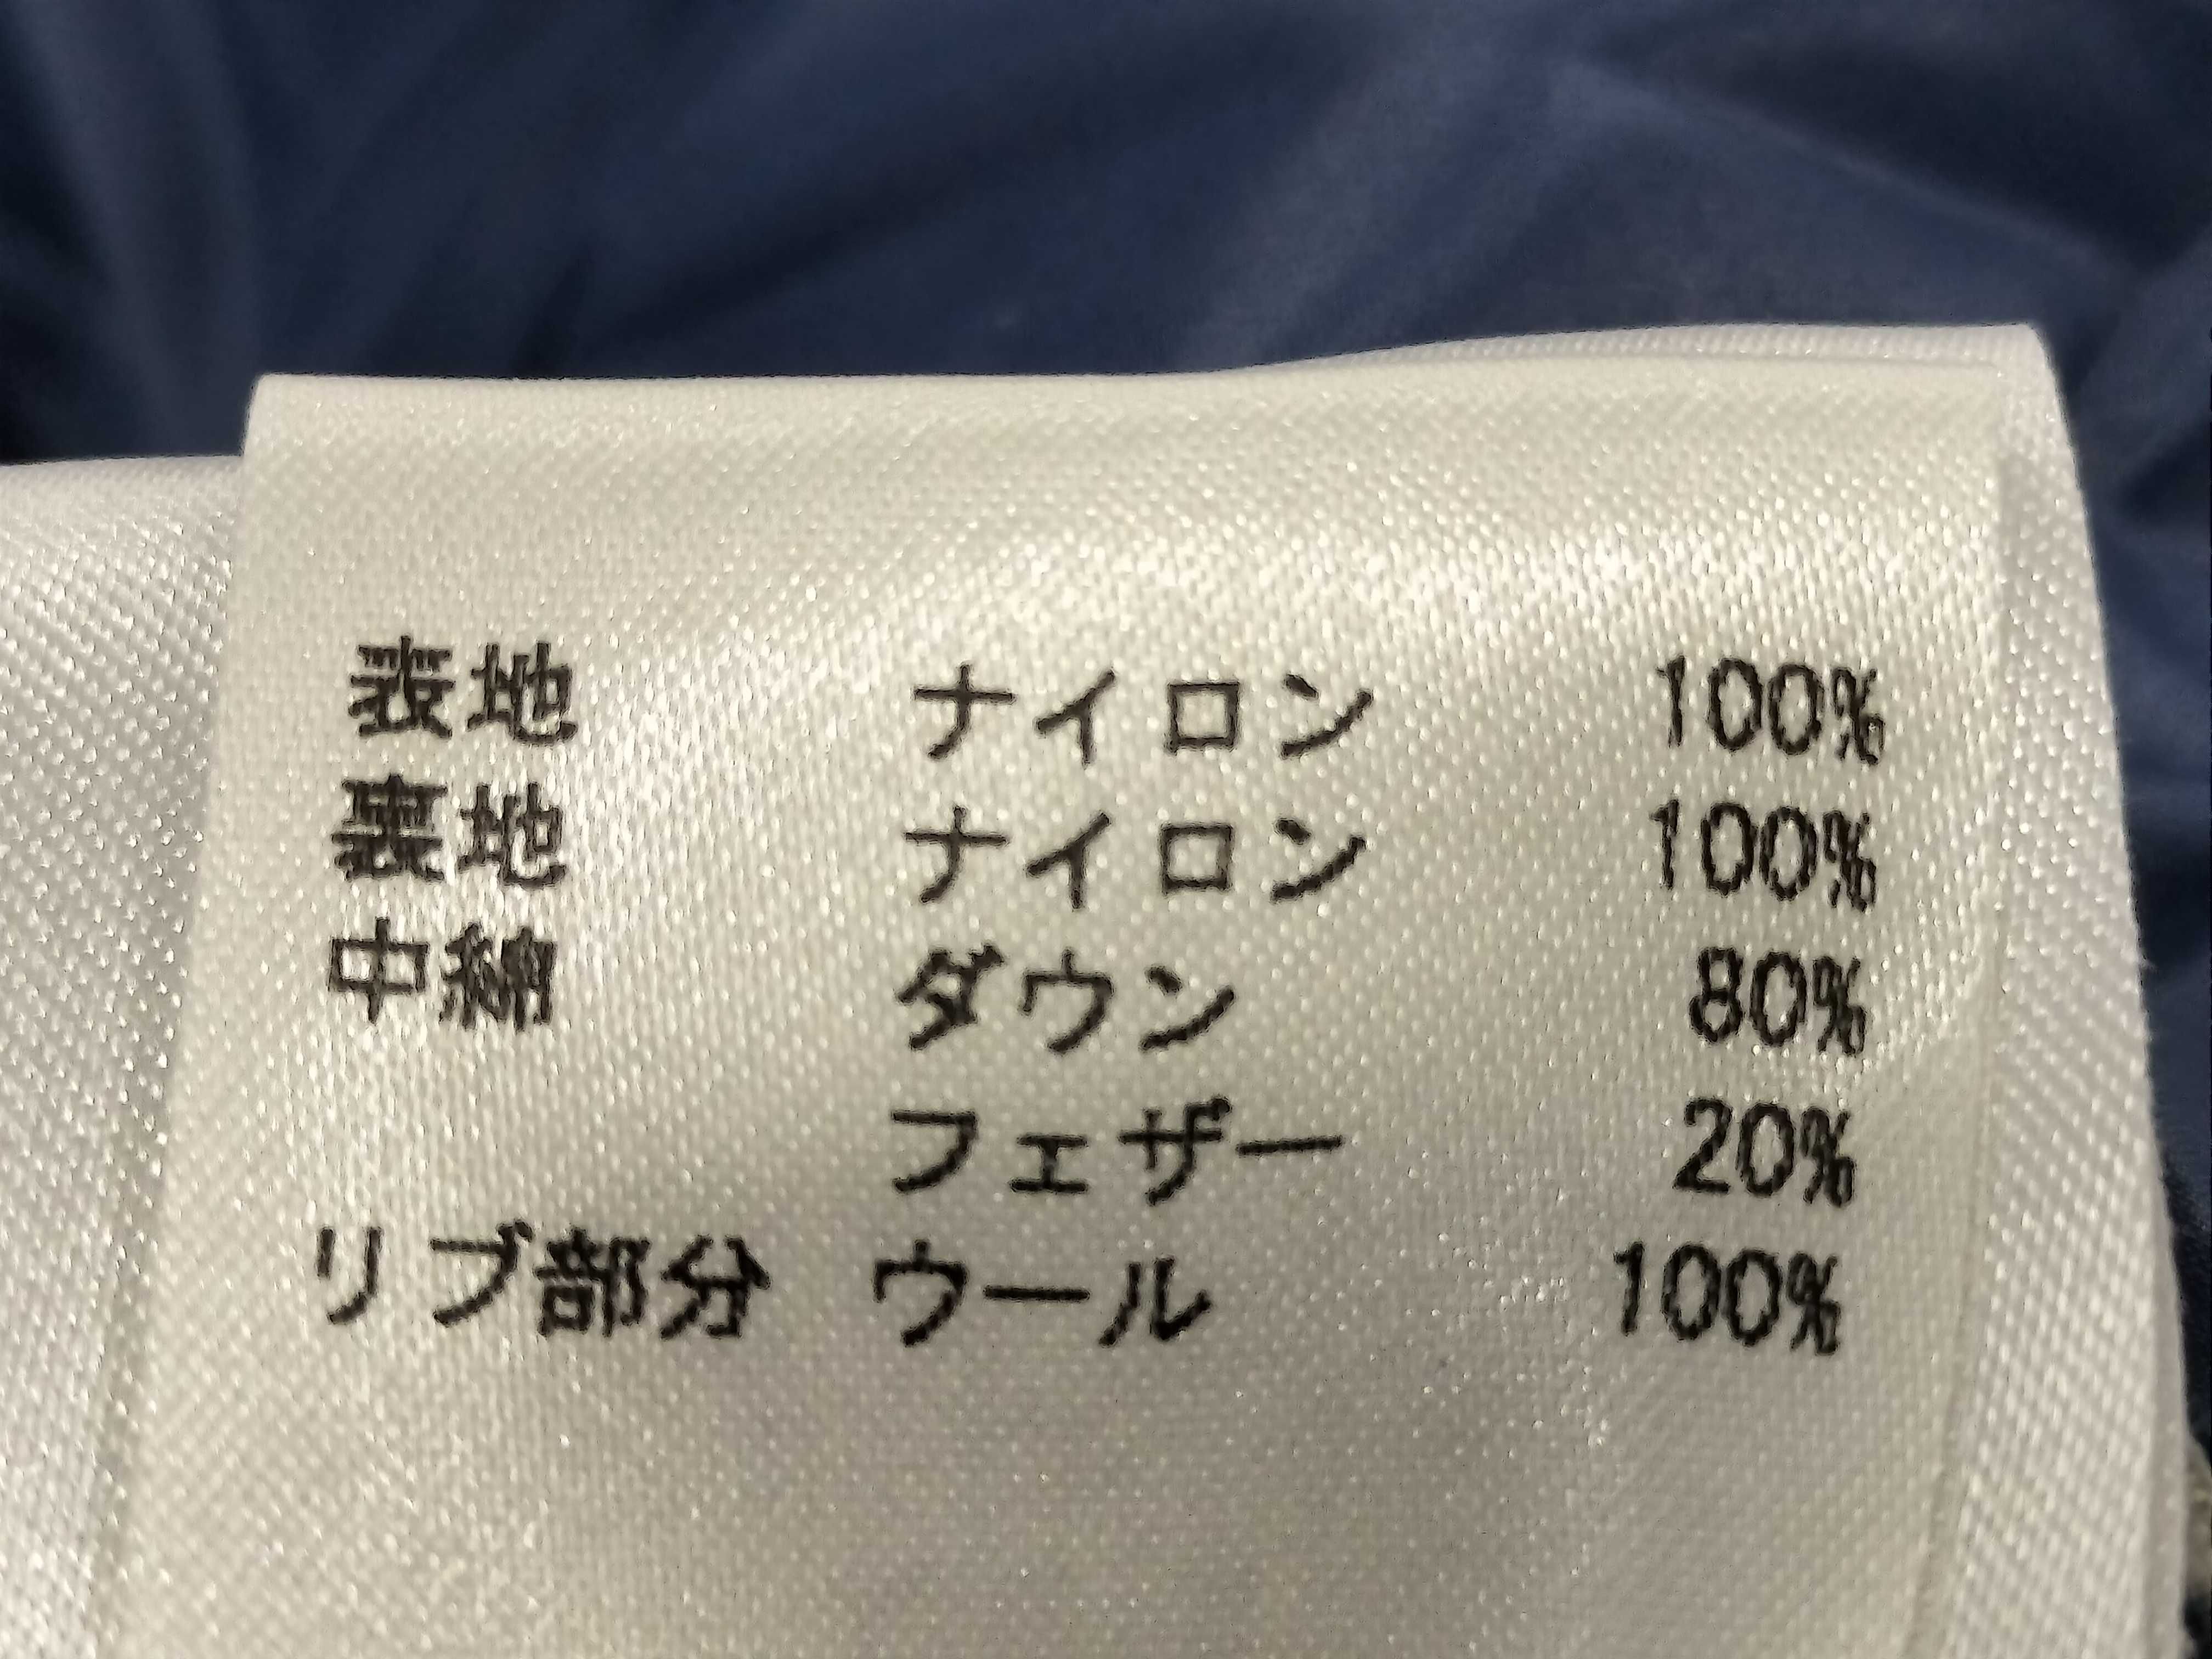 表地 ナイロン 100%
裏地 ナイロン 100%
中綿 ダウン 80%
フェザー 20%
リブ部分 ウール 100%